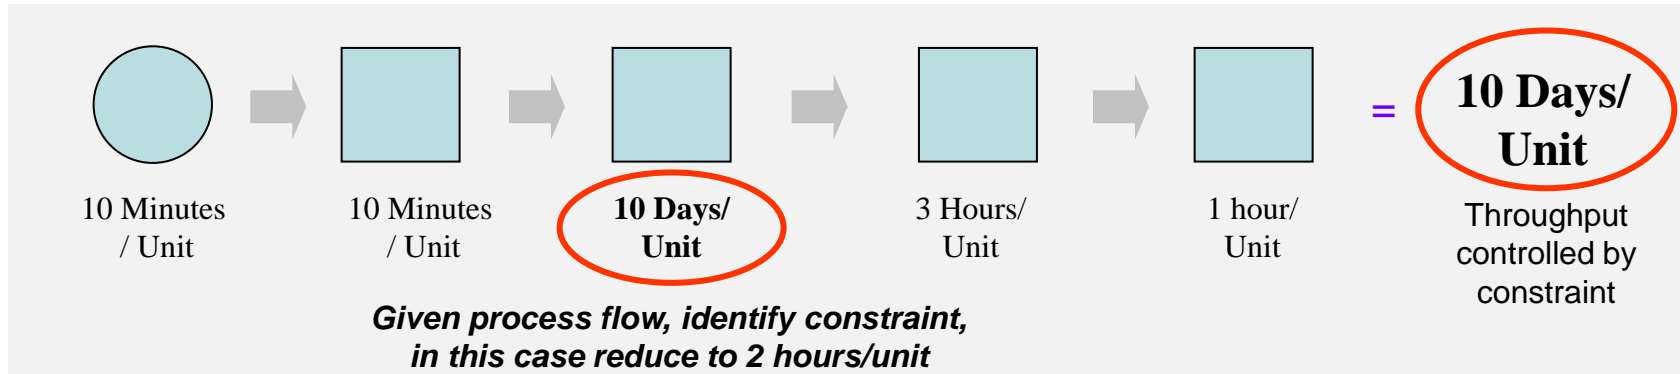 10 Minutes
/ Unit
10 Minutes
/ Unit
10 Days/
Unit
3 Hours/
Unit
1 hour/
Unit
=
10 Days/
Unit
Throughput
controlled by
constraint
Given process flow, identify constraint,
in this case reduce to 2 hours/unit